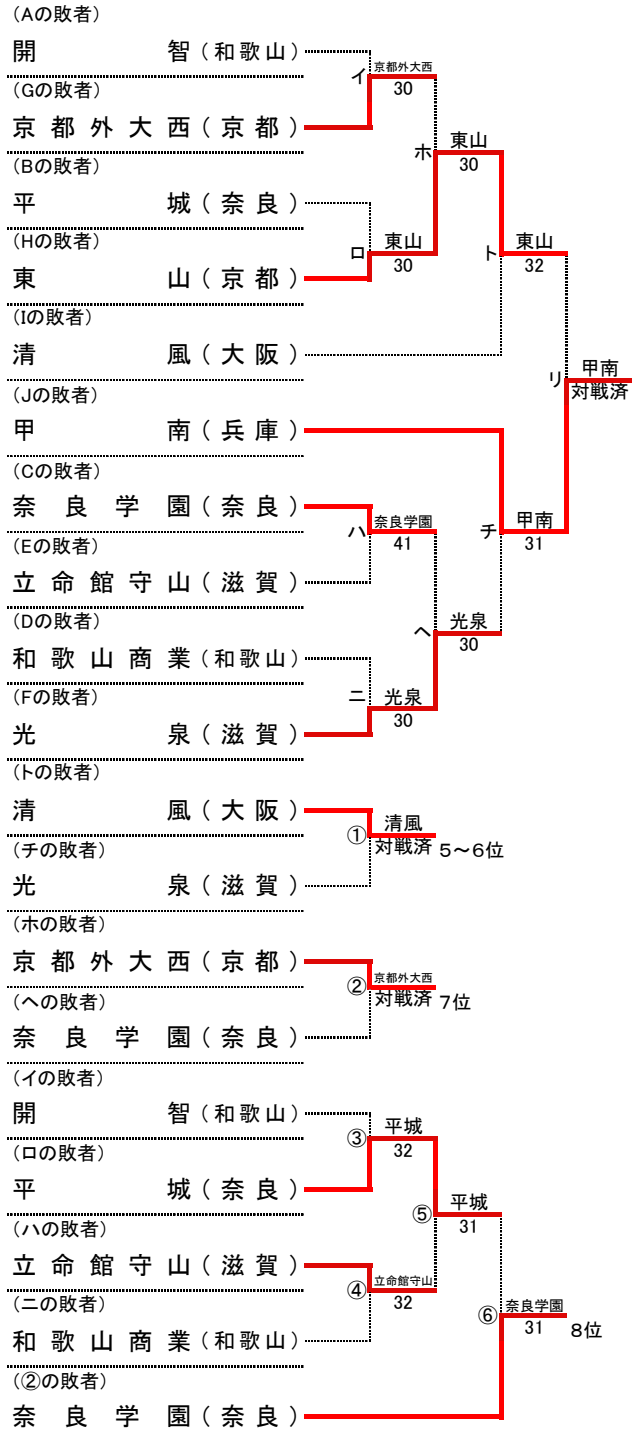 (Aの敗者)
開智(和歌山)
(Gの敗者)
京都外大西(京都)
(Bの敗者)
平城(奈良)
(Hの敗者)
東山(京都)
(Iの敗者)
清風(大阪)
(Jの敗者)
甲南(兵庫)
(Cの敗者)
奈良学園(奈良)
(Eの敗者)
立命館守山(滋賀)
(Dの敗者)
和歌山商業(和歌山)
(Fの敗者)
光泉(滋賀)
イ 京都外大西
30
ロ 東山
30
ホ 東山
30
ト 東山
32
リ 甲南
対戦済
ハ 奈良学園
41
チ 甲南
31
ヘ 光泉
30
ニ 光泉
30
(トの敗者)
清風(大阪)
(チの敗者)
光泉(滋賀)
① 清風
対戦済 5~6位
(ホの敗者)
京都外大西(京都)
(ヘの敗者)
奈良学園(奈良)
② 京都外大西
対戦済 7位
(イの敗者)
開智(和歌山)
(ロの敗者)
平城(奈良)
(ハの敗者)
立命館守山(滋賀)
(ニの敗者)
和歌山商業(和歌山)
(②の敗者)
奈良学園(奈良)
③ 平城
32
⑤ 平城
31
④ 立命館守山
32
⑥ 奈良学園
31 8位